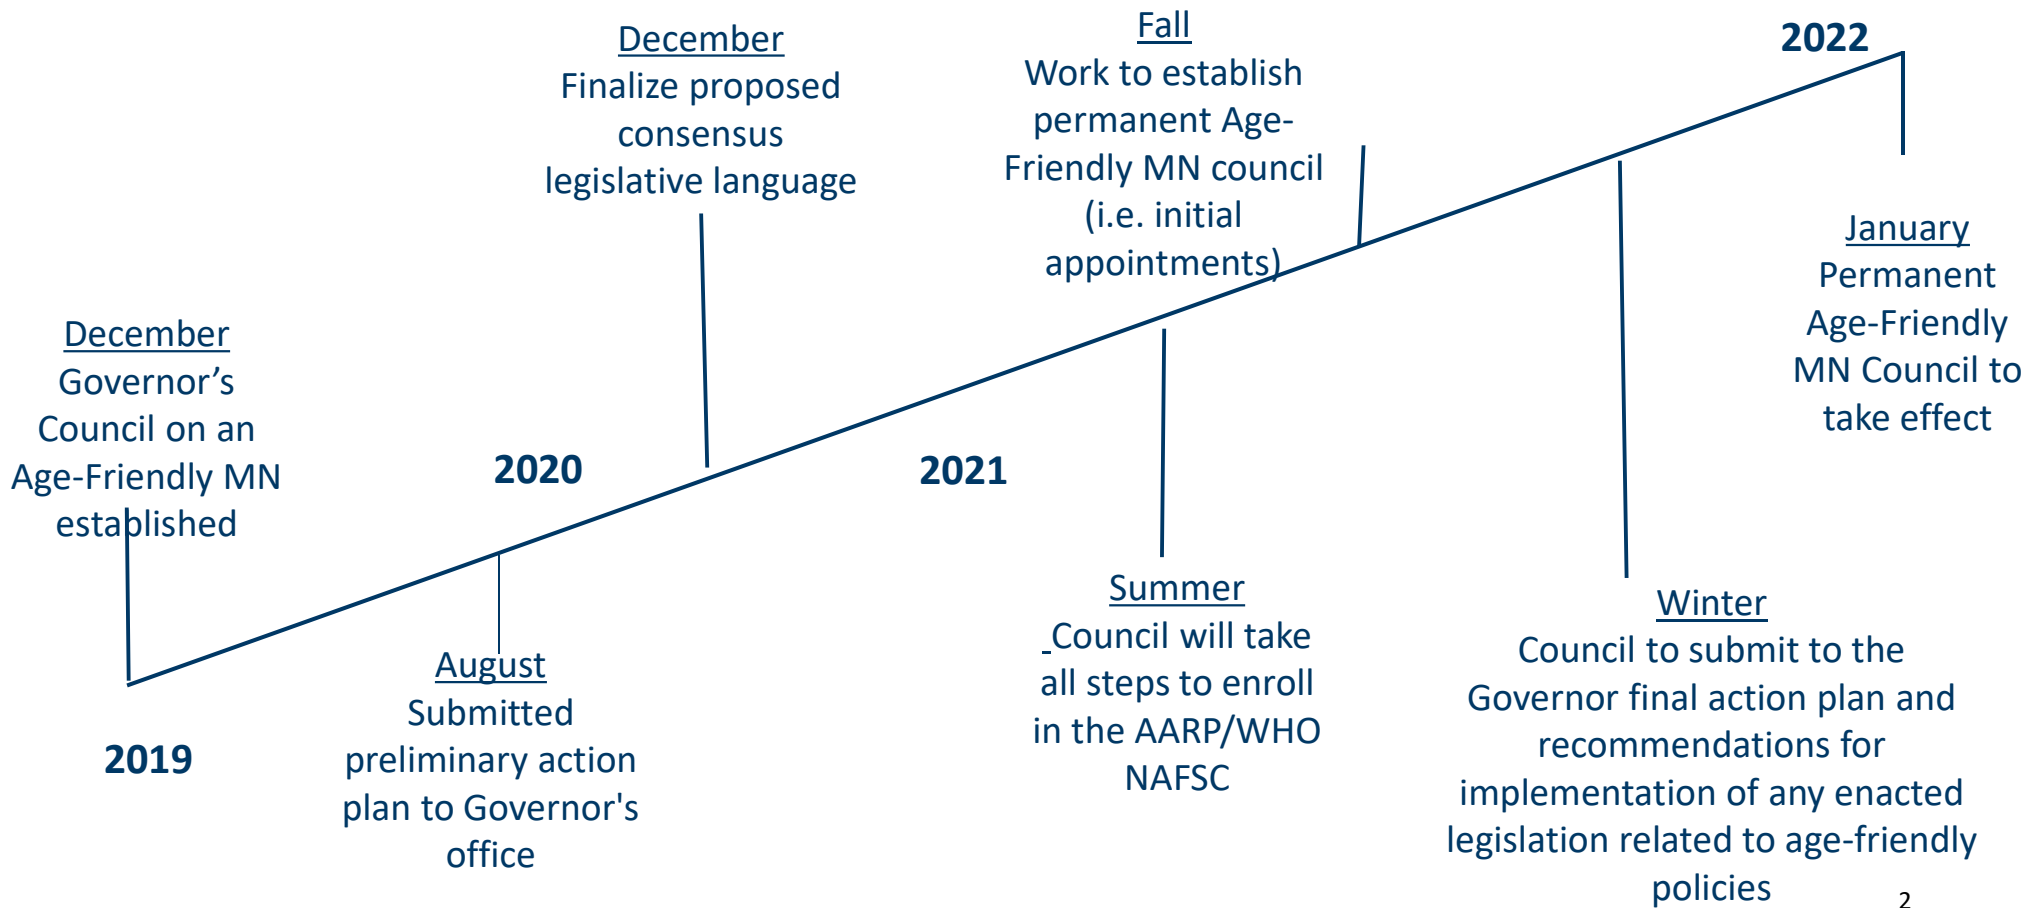 December
Governor’s
Council on an
Age-Friendly MN
established
2019
August
Submitted
preliminary action
plan to Governor's
office
2020
December
Finalize proposed
consensus
legislative language
2021
Summer
Council will take
all steps to enroll
in the AARP/WHO
NAFSC
Fall
Work to establish
permanent Age-
Friendly MN council
(i.e. initial
appointments)
Winter
Council to submit to the
Governor final action plan and
recommendations for
implementation of any enacted
legislation related to age-friendly
policies
2022
January
Permanent
Age-Friendly
MN Council to
take effect
2